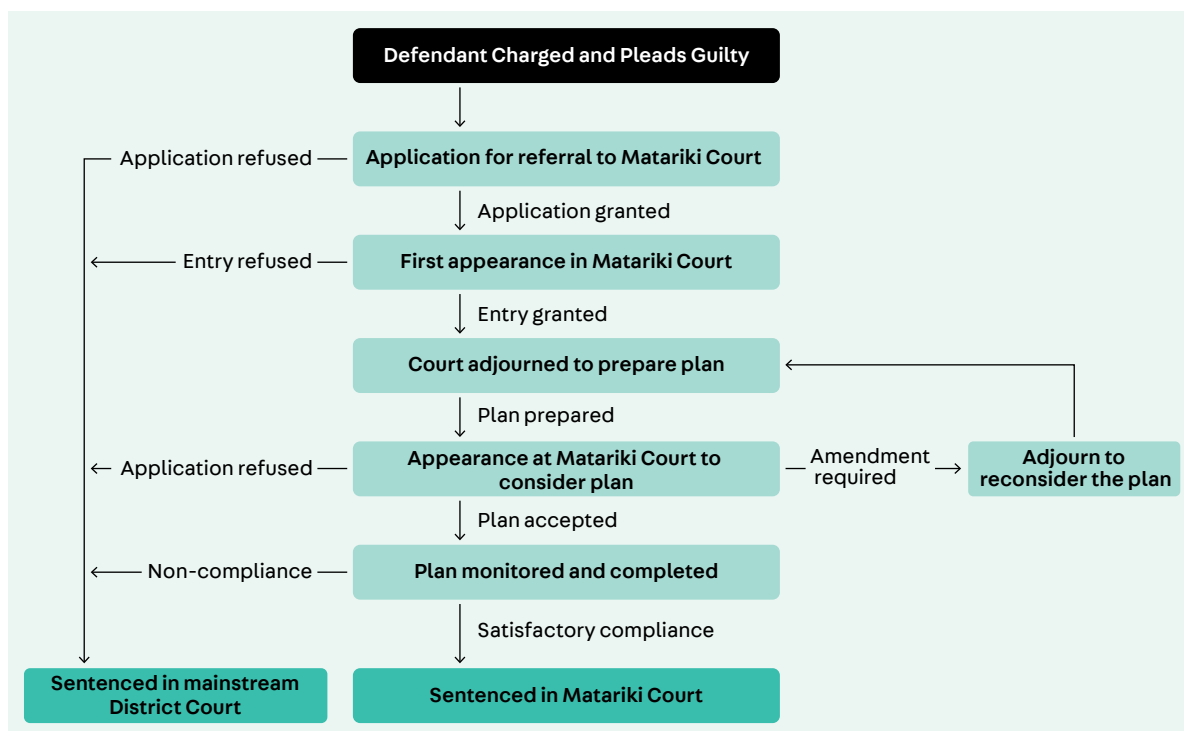 Defendant Charged and Pleads Guilty
Application refused
Application for referral to Matariki Court
Application granted
Entry refused
First appearance in Matariki Court
Entry granted
Court adjourned to prepare plan
Plan prepared
Application refused
Appearance at Matariki Court to
consider plan
Amendment
required
Adjourn to
reconsider the plan
Plan accepted
Non-compliance
Plan monitored and completed
Satisfactory compliance
Sentenced in mainstream
District Court
Sentenced in Matariki Court